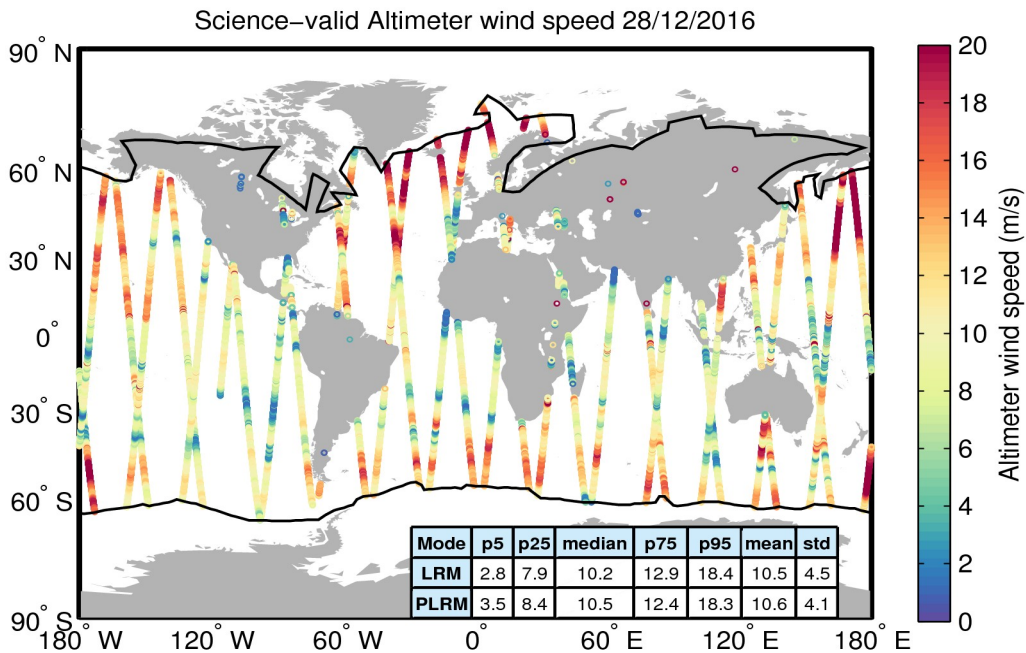 Science−valid Altimeter wind speed 28/12/2016
90° N
60° N
30° N
0°
30° S
60° S
90° S
180° W 120° W 60° W 0° 60° E 120° E 180° E
Mode p5 p25 median p75 p95 mean std
LRM 2.8 7.9 10.2 12.9 18.4 10.5 4.5
PLRM 3.5 8.4 10.5 12.4 18.3 10.6 4.1
20
18
16
14
12
10
8
6
4
2
0
Altimeter wind speed (m/s)